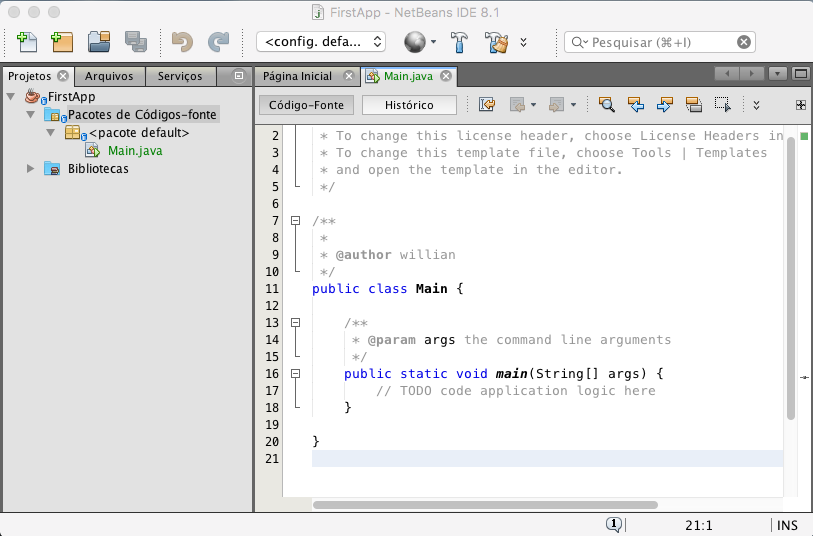 FirstApp - NetBeans IDE 8.1
<config. defa...
Pesquisar (⌘+I)
Projetos
Arquivos
Serviços
Página Inicial
Main.java
FirstApp
Pacotes de Códigos-fonte
<pacote default>
Main.java
Bibliotecas
Código-Fonte
Histórico
2 * To change this license header, choose License Headers in
3 * To change this template file, choose Tools | Templates
4 * and open the template in the editor.
5 */
6
7 /**
8 *
9 * @author willian
10 */
11 public class Main {
12
13 /**
14 * @param args the command line arguments
15 */
16 public static void main(String[] args) {
17 // TODO code application logic here
18 }
19
20 }
21
1
21:1
INS